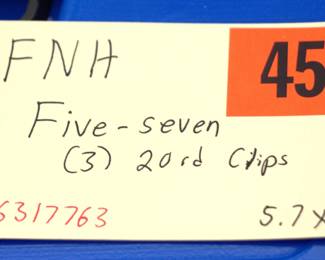 FNH 45
Five-seven
(3) 20rd Clips
6317763 5.7x